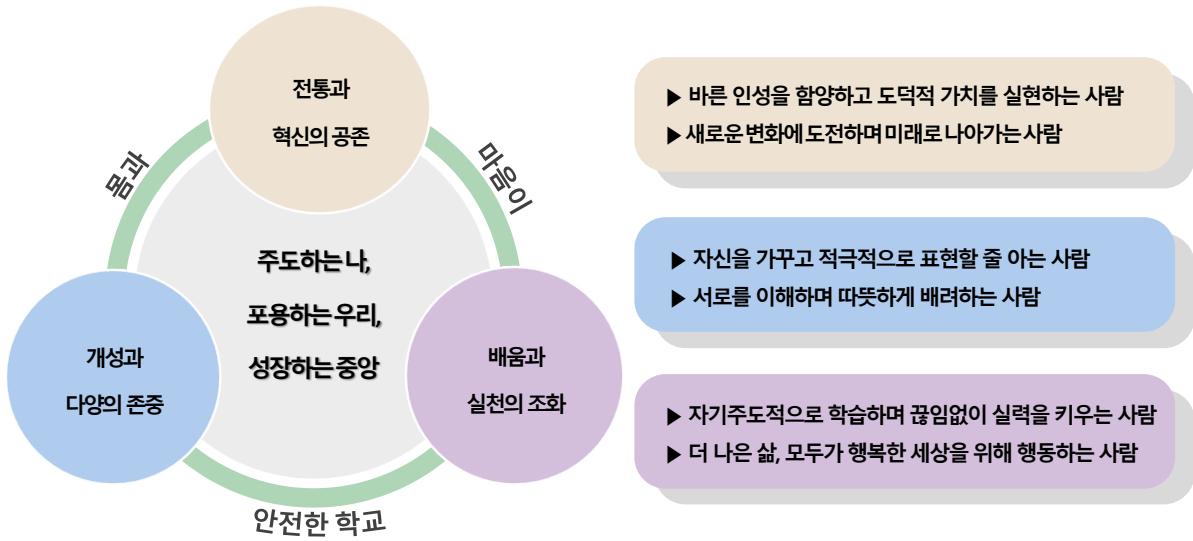 전통과
혁신의 공존
몸과
마음이
주도하는 나,
포용하는 우리,
성장하는 중앙
개성과
다양의 존중
배움과
실천의 조화
안전한 학교
▶ 바른 인성을 함양하고 도덕적 가치를 실현하는 사람
▶ 새로운 변화에 도전하며 미래로 나아가는 사람
▶ 자신을 가꾸고 적극적으로 표현할 줄 아는 사람
▶ 서로를 이해하며 따뜻하게 배려하는 사람
▶ 자기주도적으로 학습하며 끊임없이 실력을 키우는 사람
▶ 더 나은 삶, 모두가 행복한 세상을 위해 행동하는 사람